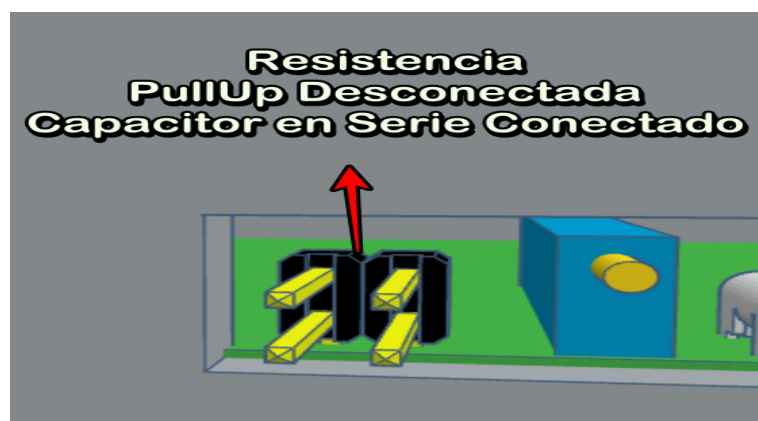 Resistencia
PullUp Desconectada
Capacitor en Serie Conectado